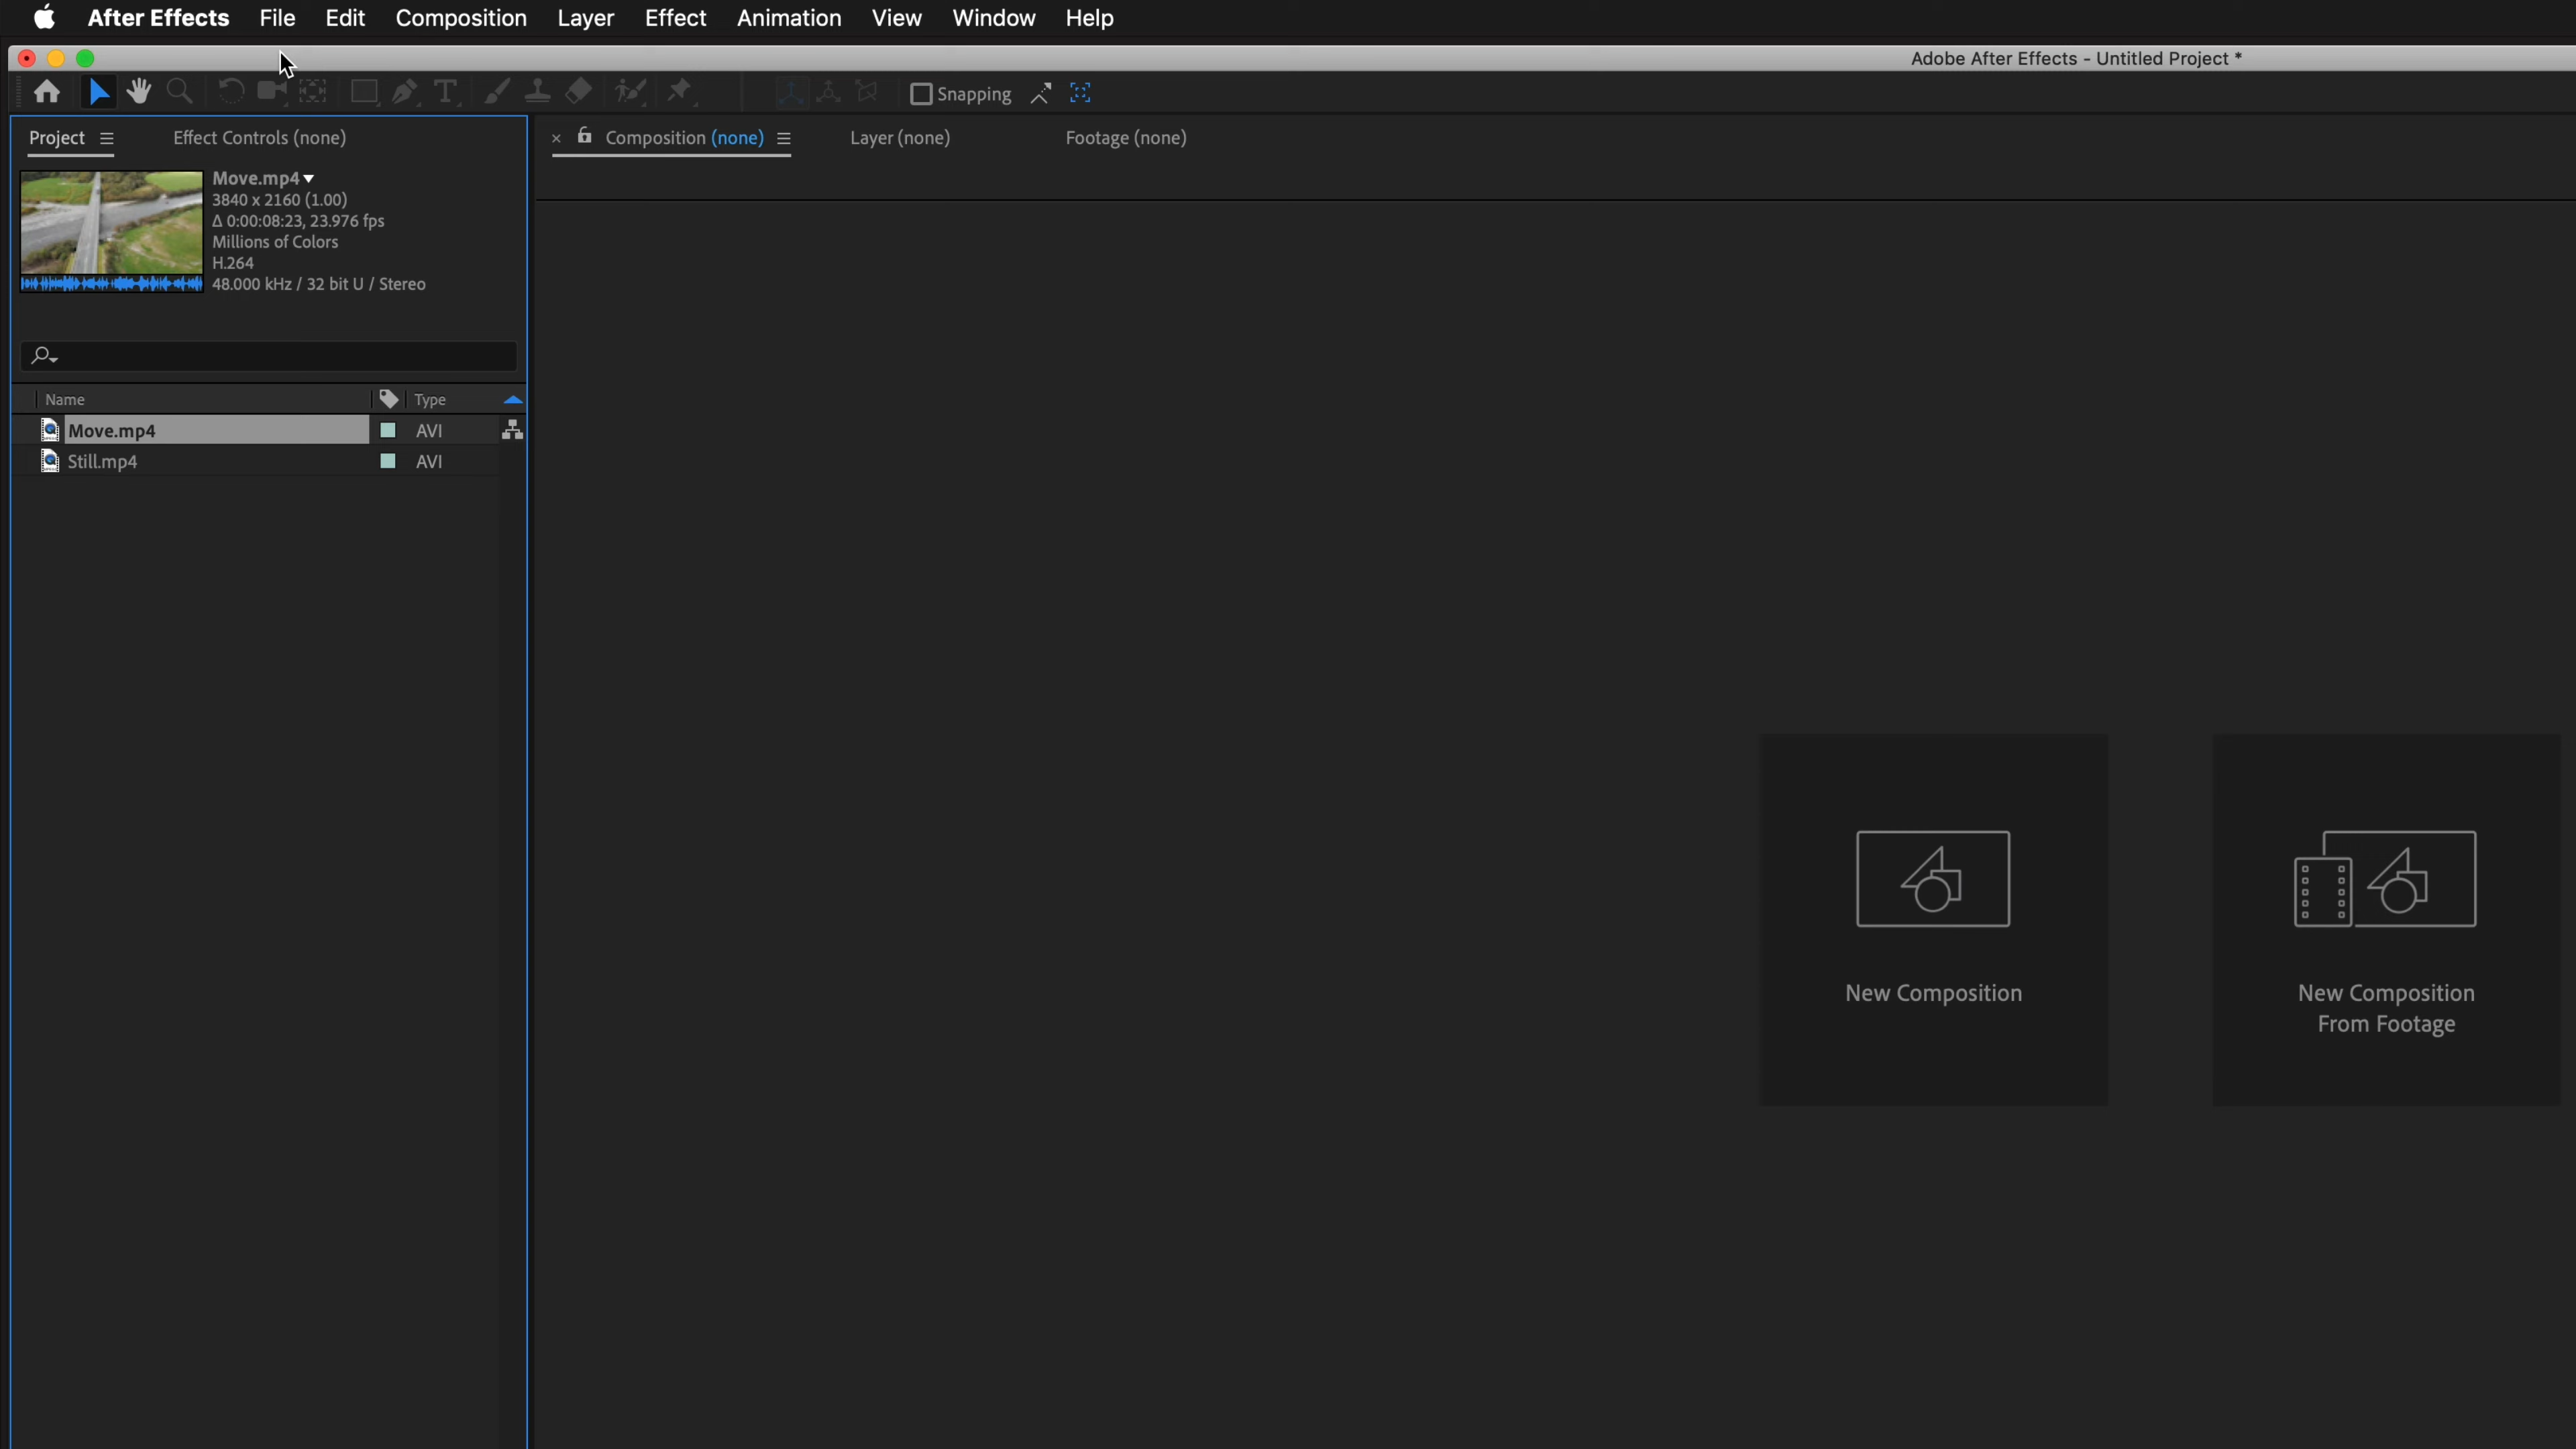 After Effects File Edit Composition Layer Effect Animation View Window Help
Adobe After Effects - Untitled Project *
Snapping
Project Effect Controls (none)
Composition (none) Layer (none) Footage (none)
Move.mp4
3840 x 2160 (1.00)
Δ 0:00:08:23, 23.976 fps
Millions of Colors
H.264
48.000 kHz / 32 bit U / Stereo
Name Type
Move.mp4 AVI
Still.mp4 AVI
New Composition
New Composition
From Footage